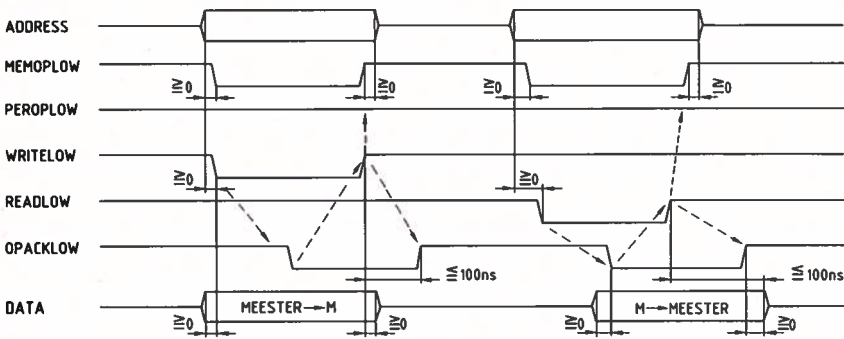 ADDRESS
MEMOPLOW
≧0 ≧0 ≧0 ≧0
PEROPLOW
WRITELOW
≧0 ≧0
READLOW
OPACKLOW
≦100ns ≦100ns
DATA MEESTER→M M→MEESTER
≧0 ≧0 ≧0 ≧0